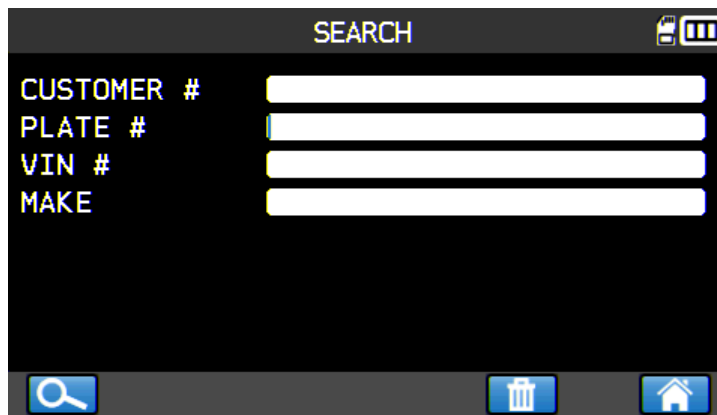 SEARCH
CUSTOMER #
PLATE #
VIN #
MAKE